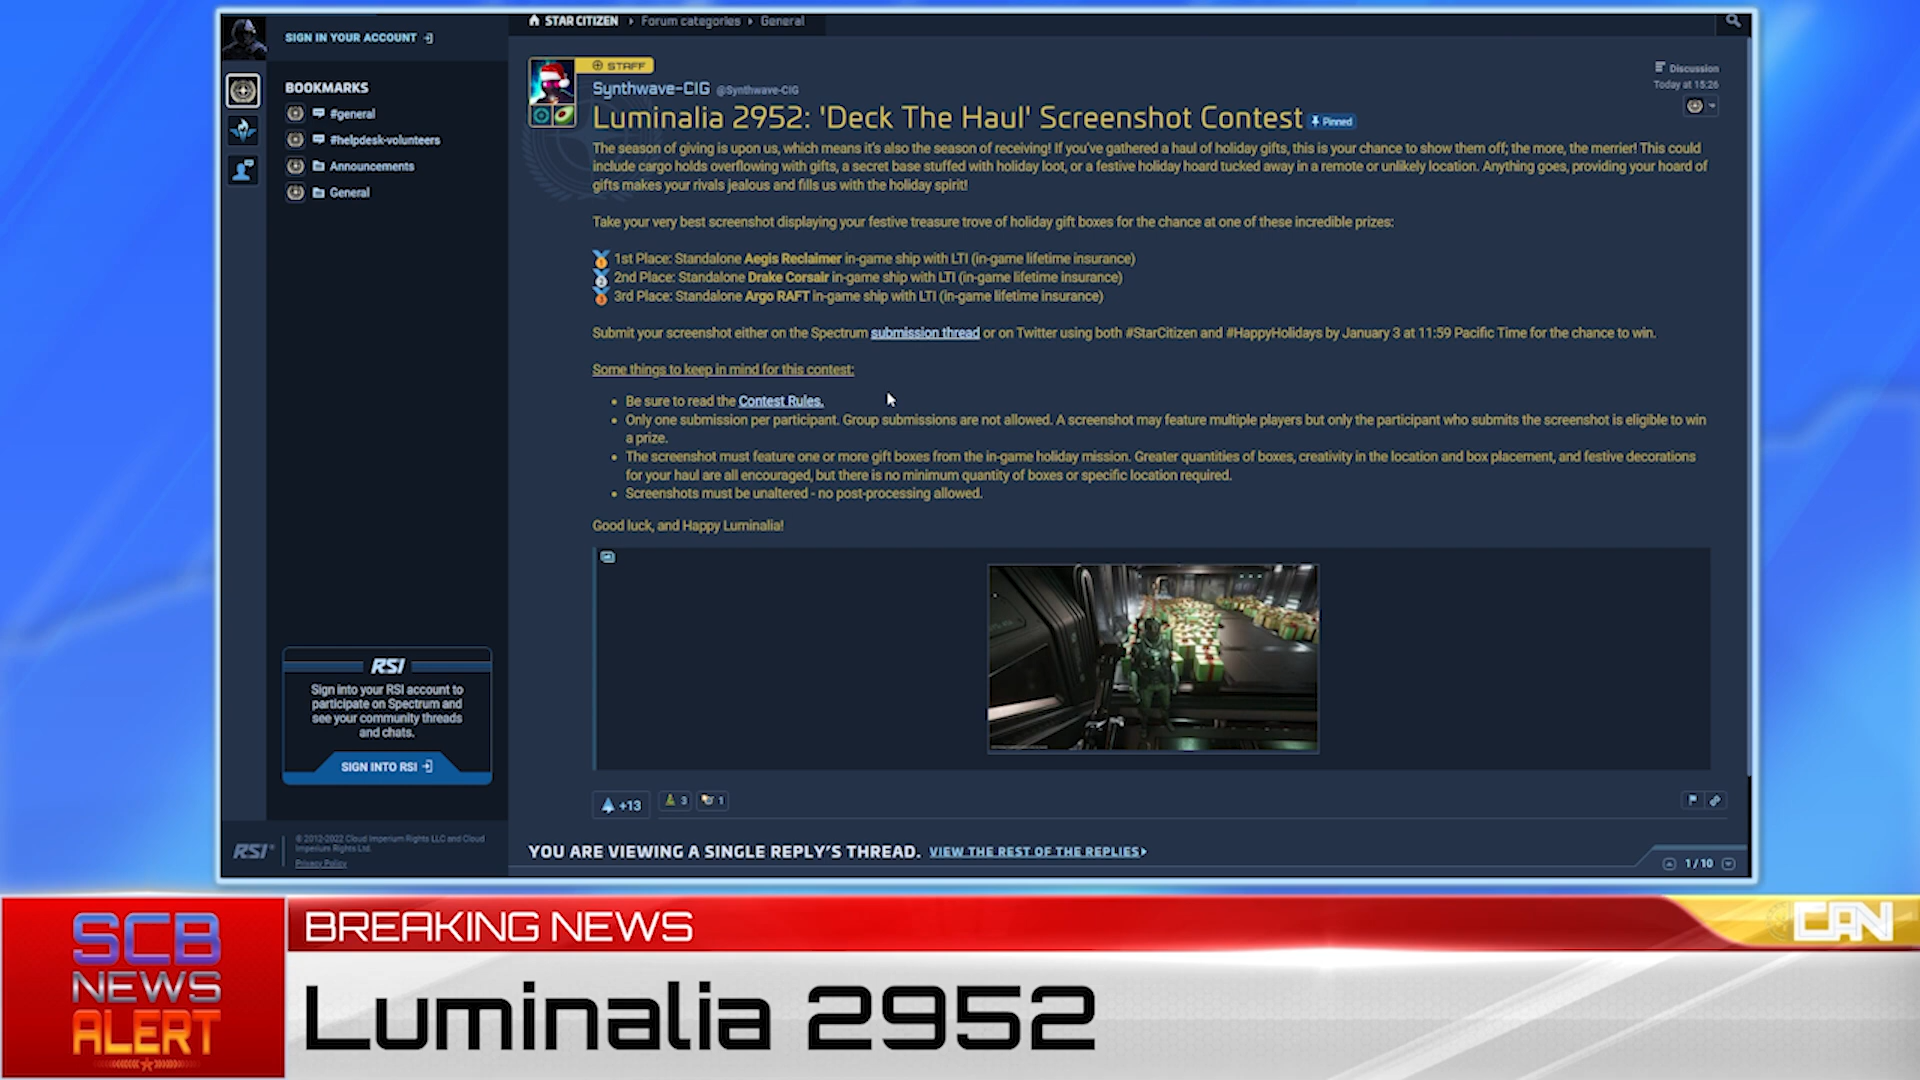 SIGN IN YOUR ACCOUNT
BOOKMARKS
#general
#helpdesk-volunteers
Announcements
General
RSI
Sign into your RSI account to
participate on Spectrum and
see your community threads
and chats.
SIGN INTO RSI
RSI
© 2012-2022 Cloud Imperium Rights LLC and Cloud
Imperium Rights Ltd.
Privacy Policy
STAR CITIZEN
Forum categories
General
STAFF
Synthwave-CIG @Synthwave-CIG
Discussion
Today at 15:26
Luminalia 2952: 'Deck The Haul' Screenshot Contest Pinned
The season of giving is upon us, which means it's also the season of receiving! If you've gathered a haul of holiday gifts, this is your chance to show them off; the more, the merrier! This could
include cargo holds overflowing with gifts, a secret base stuffed with holiday loot, or a festive holiday hoard tucked away in a remote or unlikely location. Anything goes, providing your hoard of
gifts makes your rivals jealous and fills us with the holiday spirit!
Take your very best screenshot displaying your festive treasure trove of holiday gift boxes for the chance at one of these incredible prizes:
1st Place: Standalone Aegis Reclaimer in-game ship with LTI (in-game lifetime insurance)
2nd Place: Standalone Drake Corsair in-game ship with LTI (in-game lifetime insurance)
3rd Place: Standalone Argo RAFT in-game ship with LTI (in-game lifetime insurance)
Submit your screenshot either on the Spectrum submission thread or on Twitter using both #StarCitizen and #HappyHolidays by January 3 at 11:59 Pacific Time for the chance to win.
Some things to keep in mind for this contest:
• Be sure to read the Contest Rules.
• Only one submission per participant. Group submissions are not allowed. A screenshot may feature multiple players but only the participant who submits the screenshot is eligible to win
a prize.
• The screenshot must feature one or more gift boxes from the in-game holiday mission. Greater quantities of boxes, creativity in the location and box placement, and festive decorations
for your haul are all encouraged, but there is no minimum quantity of boxes or specific location required.
• Screenshots must be unaltered - no post-processing allowed.
Good luck, and Happy Luminalia!
+13
3
1
YOU ARE VIEWING A SINGLE REPLY'S THREAD. VIEW THE REST OF THE REPLIES
1 / 10
SCB
NEWS
ALERT
BREAKING NEWS
CAN
Luminalia 2952